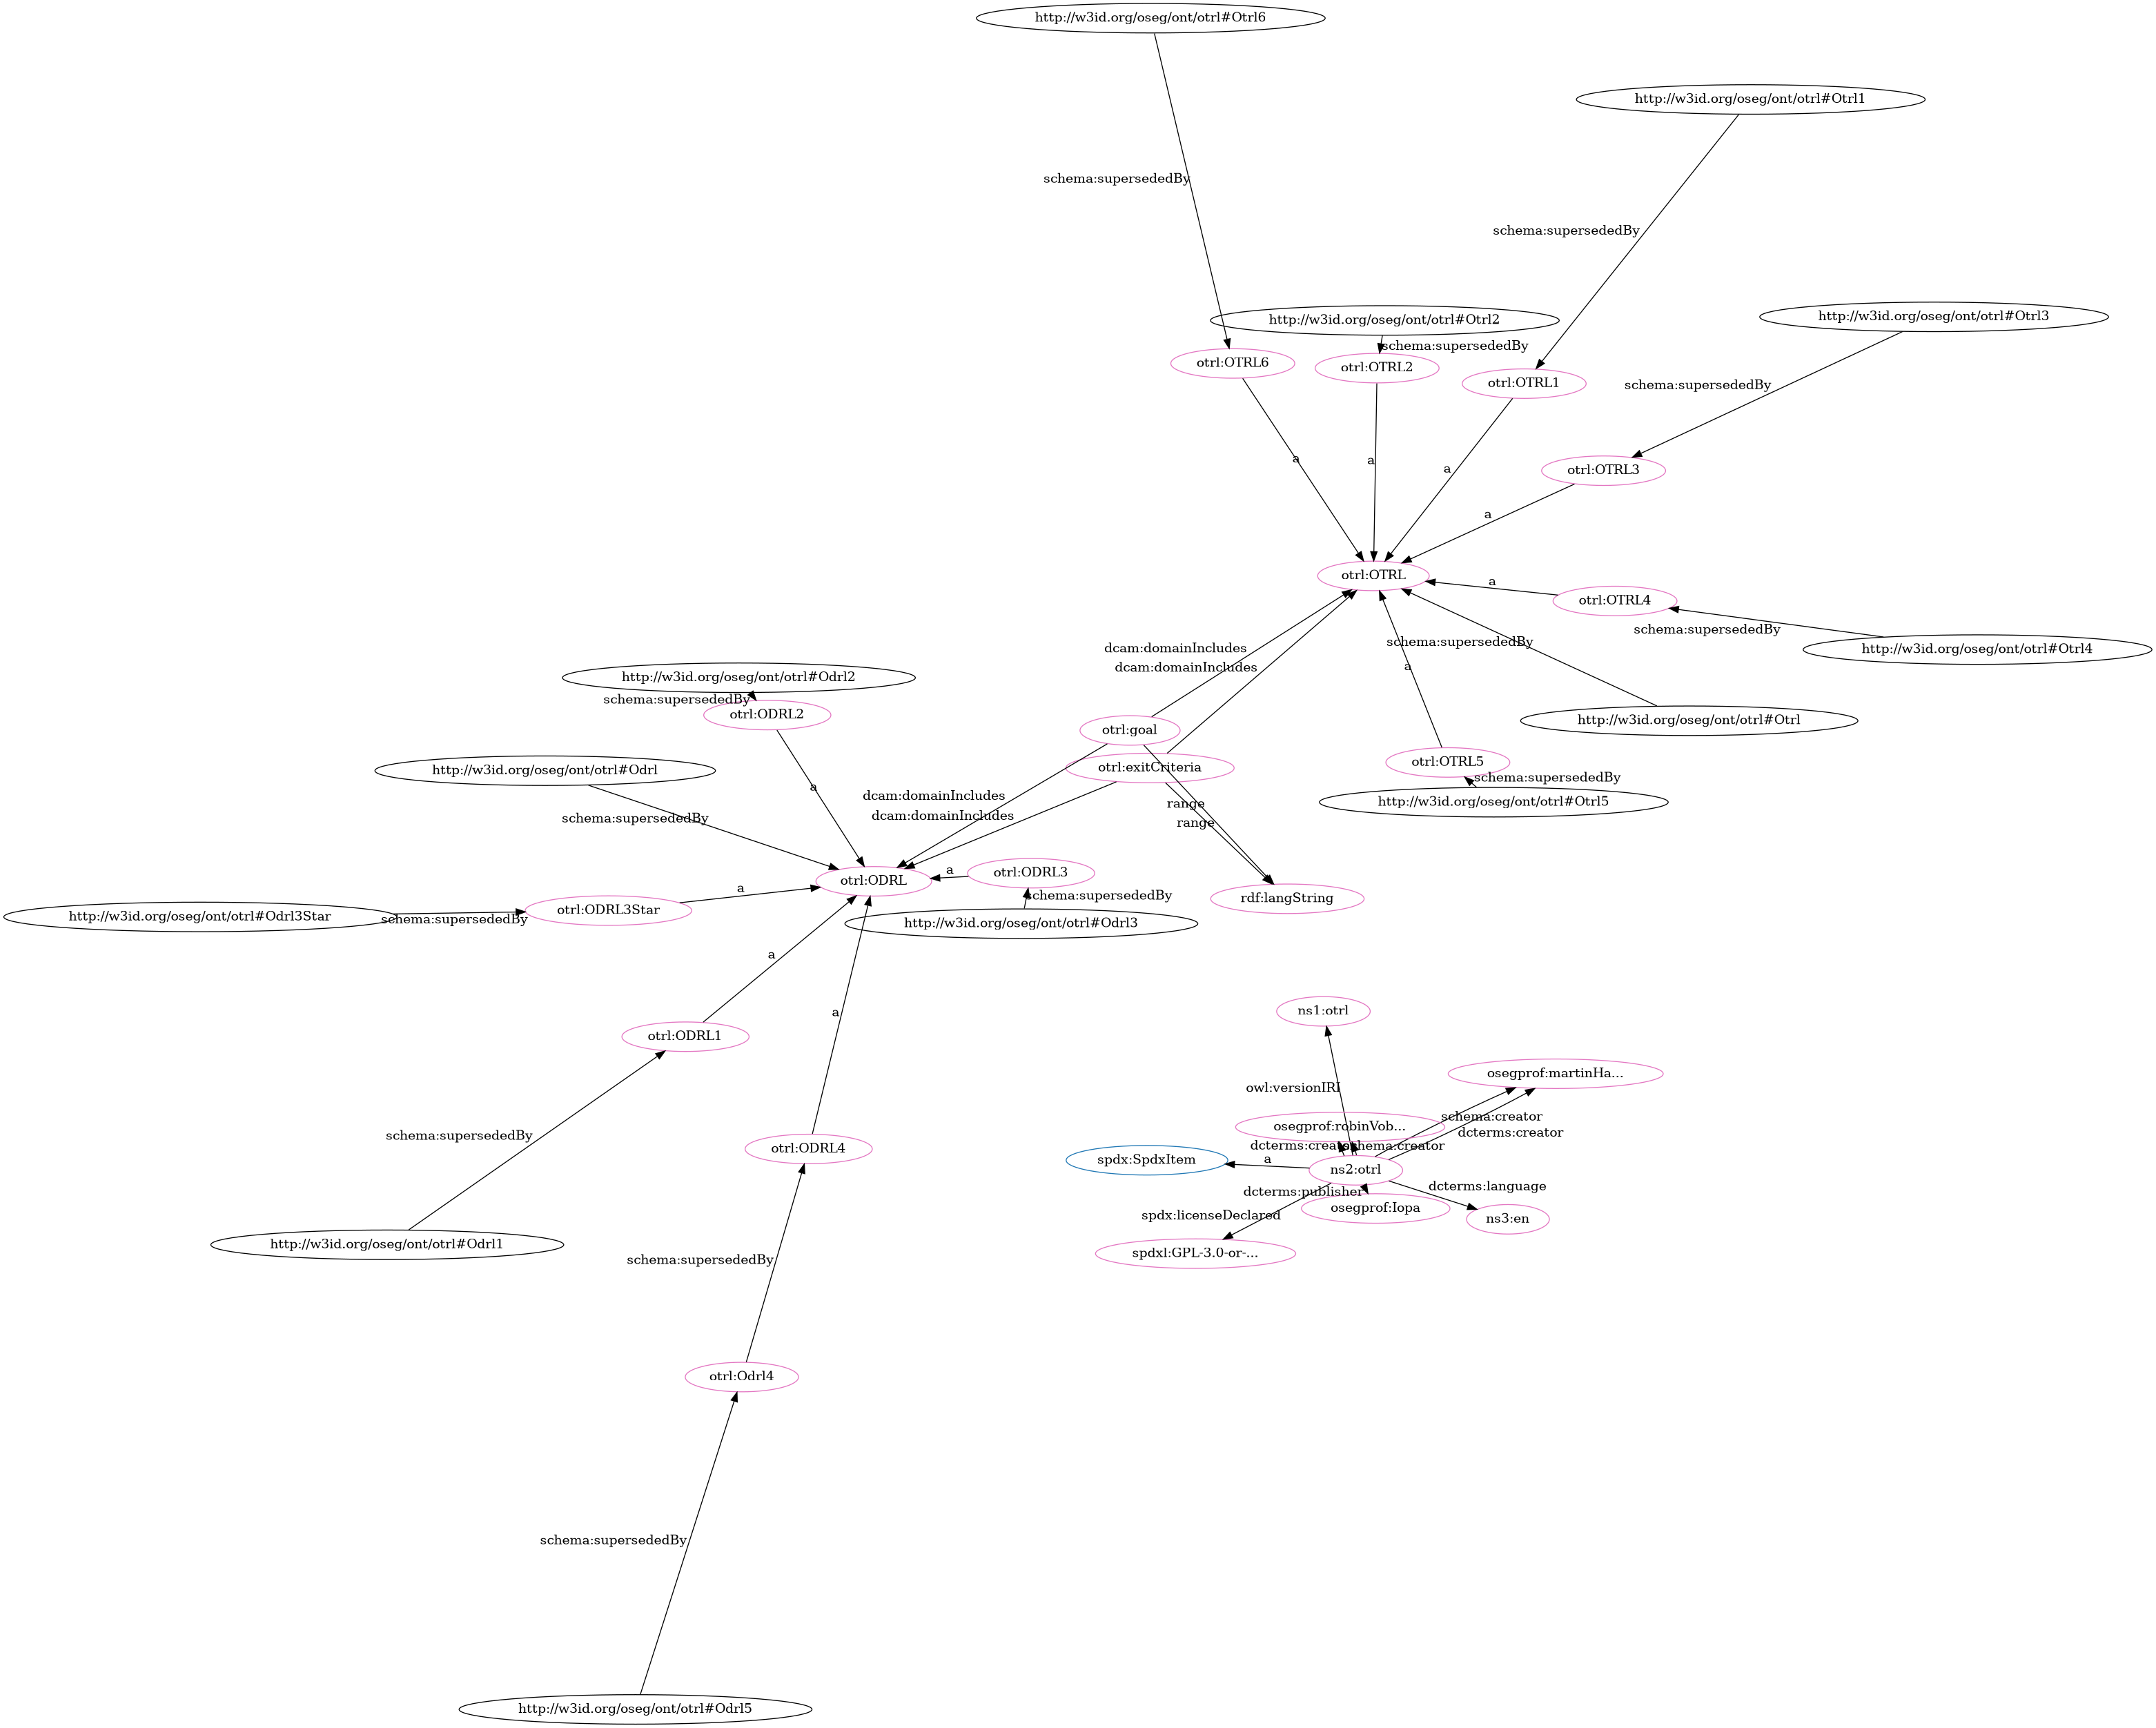 http://w3id.org/oseg/ont/otrl#Otrl6
http://w3id.org/oseg/ont/otrl#Otrl1
schema:supersededBy
schema:supersededBy
http://w3id.org/oseg/ont/otrl#Otrl2
http://w3id.org/oseg/ont/otrl#Otrl3
schema:supersededBy
otrl:OTRL6
otrl:OTRL2
otrl:OTRL1
schema:supersededBy
a
a
a
otrl:OTRL3
a
otrl:OTRL
a
otrl:OTRL4
schema:supersededBy
schema:supersededBy
dcam:domainIncludes
http://w3id.org/oseg/ont/otrl#Otrl4
dcam:domainIncludes
a
http://w3id.org/oseg/ont/otrl#Odrl2
schema:supersededBy
otrl:ODRL2
http://w3id.org/oseg/ont/otrl#Otrl
otrl:goal
otrl:OTRL5
otrl:exitCriteria
http://w3id.org/oseg/ont/otrl#Odrl
schema:supersededBy
a
dcam:domainIncludes
http://w3id.org/oseg/ont/otrl#Otrl5
range
dcam:domainIncludes
schema:supersededBy
range
a
otrl:ODRL3
otrl:ODRL
a
schema:supersededBy
rdf:langString
otrl:ODRL3Star
http://w3id.org/oseg/ont/otrl#Odrl3Star
schema:supersededBy
http://w3id.org/oseg/ont/otrl#Odrl3
a
a
ns1:otrl
otrl:ODRL1
osegprof:martinHa...
owl:versionIRI
schema:creator
osegprof:robinVob...
dcterms:creator
schema:supersededBy
dcterms:creator
schema:creator
otrl:ODRL4
spdx:SpdxItem
a
ns2:otrl
dcterms:language
dcterms:publisher
osegprof:Iopa
spdx:licenseDeclared
ns3:en
http://w3id.org/oseg/ont/otrl#Odrl1
spdxl:GPL-3.0-or-...
schema:supersededBy
otrl:Odrl4
schema:supersededBy
http://w3id.org/oseg/ont/otrl#Odrl5